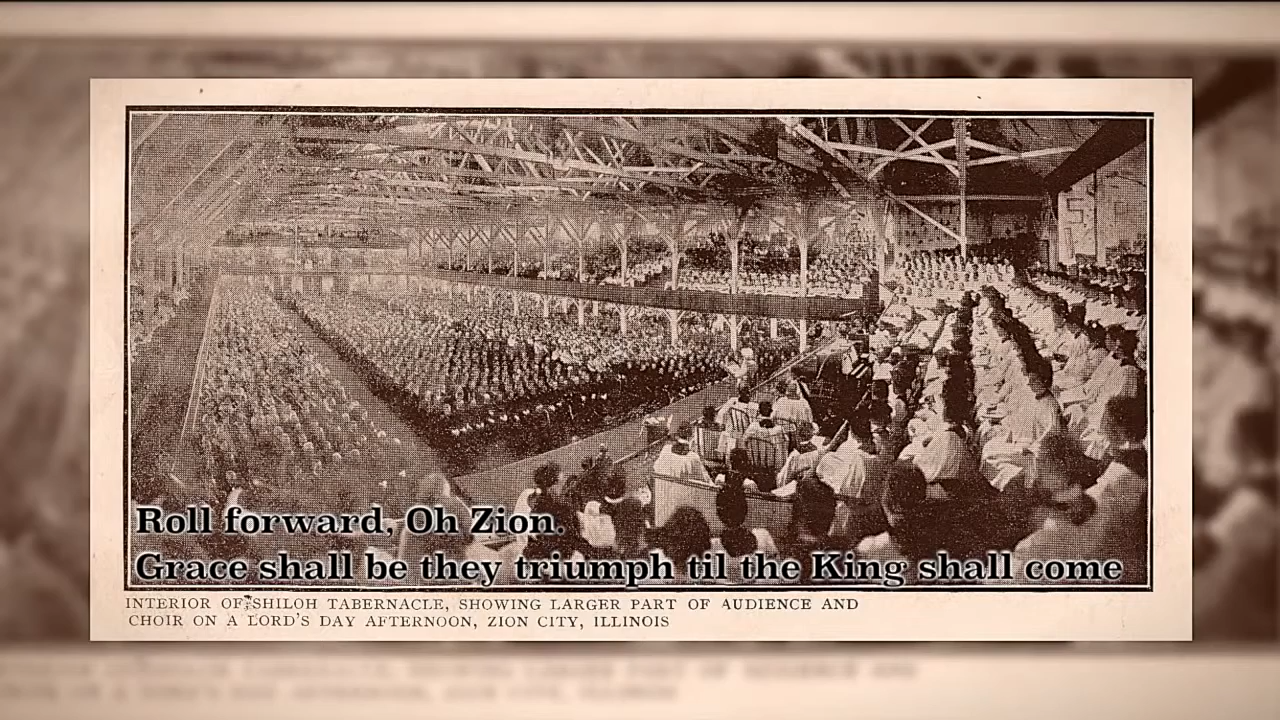 Roll forward, Oh Zion.
Grace shall be they triumph til the King shall come
INTERIOR OF SHILOH TABERNACLE, SHOWING LARGER PART OF AUDIENCE AND
CHOIR ON A LORD'S DAY AFTERNOON, ZION CITY, ILLINOIS